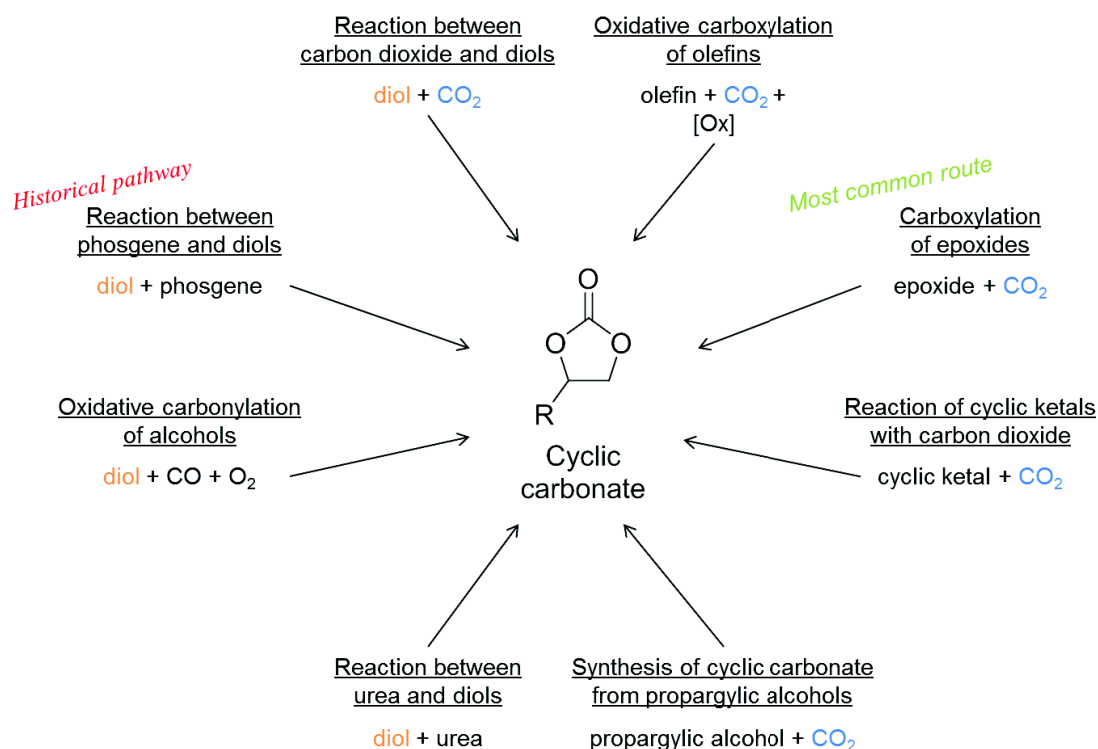 Reaction between
carbon dioxide and diols
diol + CO₂
Oxidative carboxylation
of olefins
olefin + CO₂ +
[Ox]
Historical pathway
Reaction between
phosgene and diols
diol + phosgene
Most common route
Carboxylation
of epoxides
epoxide + CO₂
O
O
O
R
Cyclic
carbonate
Oxidative carbonylation
of alcohols
diol + CO + O₂
Reaction of cyclic ketals
with carbon dioxide
cyclic ketal + CO₂
Reaction between
urea and diols
diol + urea
Synthesis of cyclic carbonate
from propargylic alcohols
propargylic alcohol + CO₂